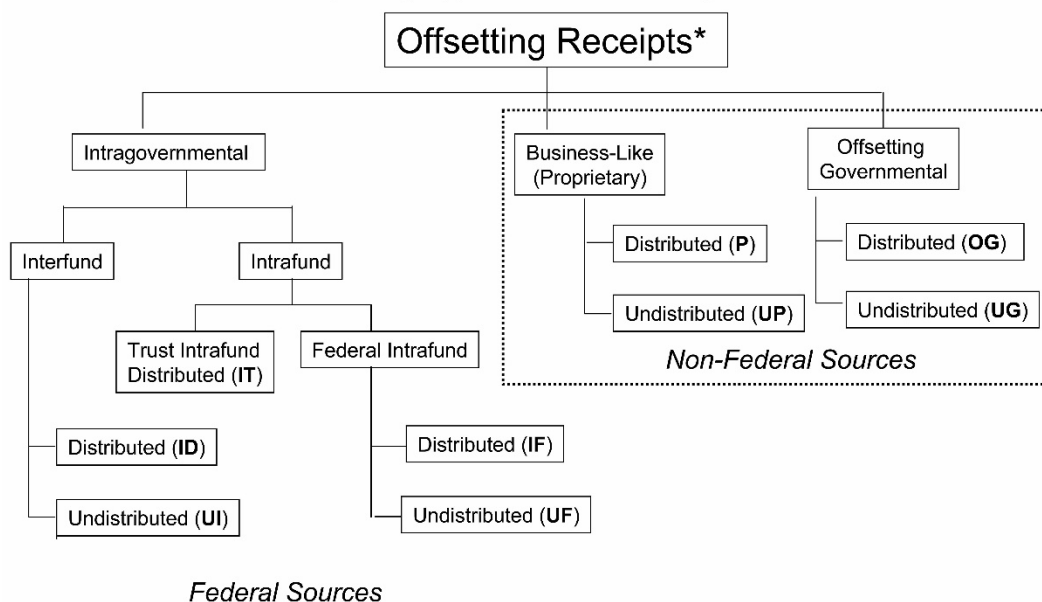 Offsetting Receipts*
Intragovernmental
Business-Like
(Proprietary)
Offsetting
Governmental
Interfund
Intrafund
Distributed (P)
Distributed (OG)
Undistributed (UP)
Undistributed (UG)
Trust Intrafund
Distributed (IT)
Federal Intrafund
Non-Federal Sources
Distributed (ID)
Distributed (IF)
Undistributed (UI)
Undistributed (UF)
Federal Sources